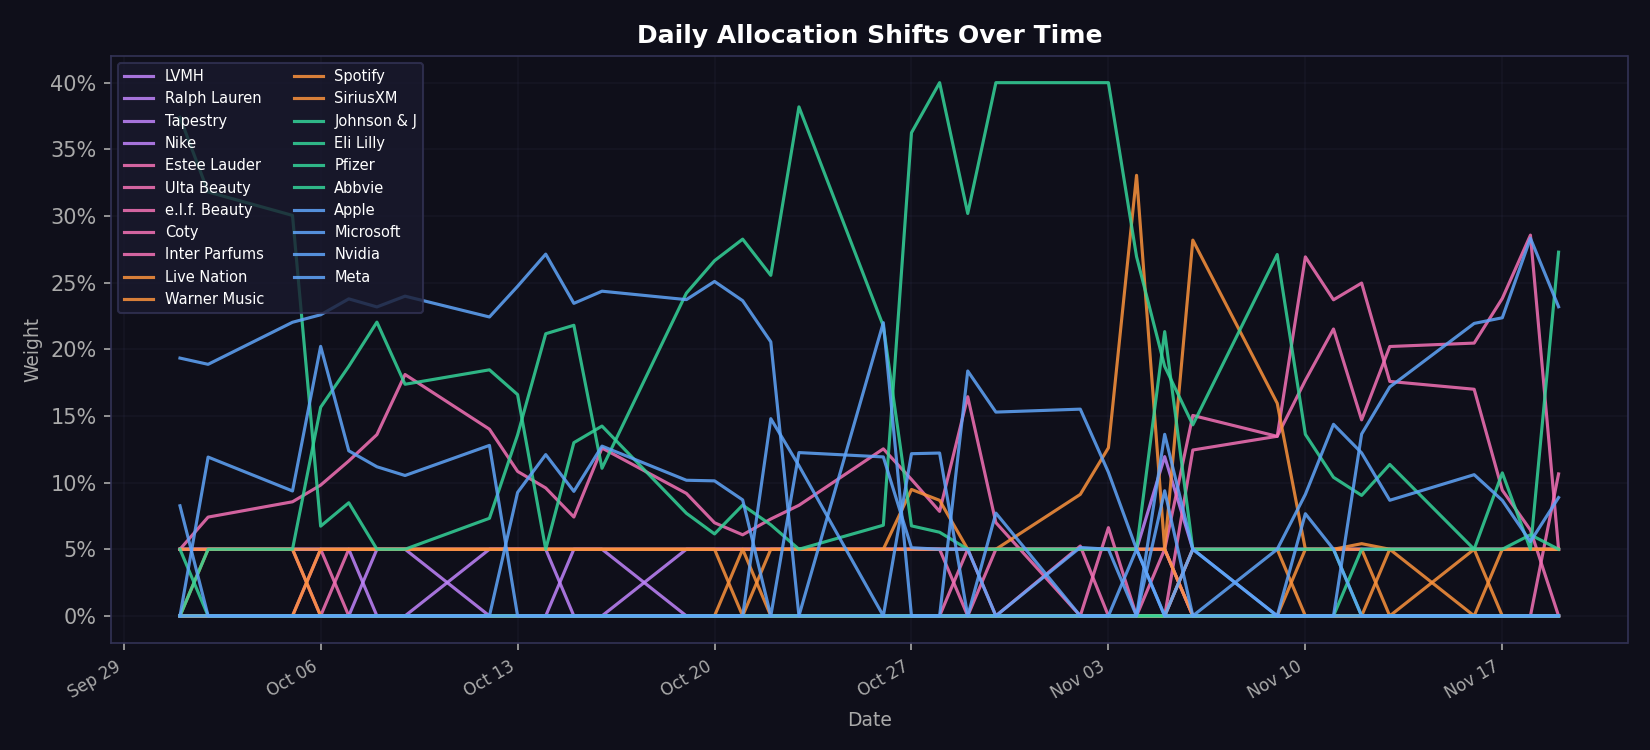 Daily Allocation Shifts Over Time
LVMH
Ralph Lauren
Tapestry
Nike
Estee Lauder
Ulta Beauty
e.l.f. Beauty
Coty
Inter Parfums
Live Nation
Warner Music
Spotify
SiriusXM
Johnson & J
Eli Lilly
Pfizer
Abbvie
Apple
Microsoft
Nvidia
Meta
40%
35%
30%
25%
20%
15%
10%
5%
0%
Weight
Sep 29
Oct 06
Oct 13
Oct 20
Oct 27
Nov 03
Nov 10
Nov 17
Date